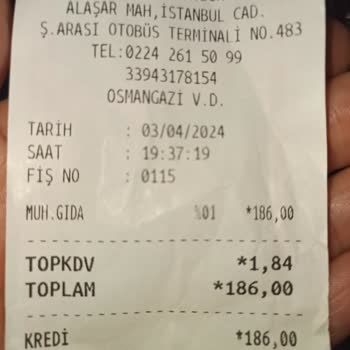 ALAŞAR MAH,İSTANBUL CAD.
Ş.ARASI OTOBÜS TERMİNALİ NO.483
TEL:0224 261 50 99
33943178154
OSMANGAZİ V.D.
TARİH : 03/04/2024
SAAT : 19:37:19
FİŞ NO : 0115
MUH.GIDA %01 *186,00
TOPKDV *1,84
TOPLAM *186,00
KREDİ *186,00